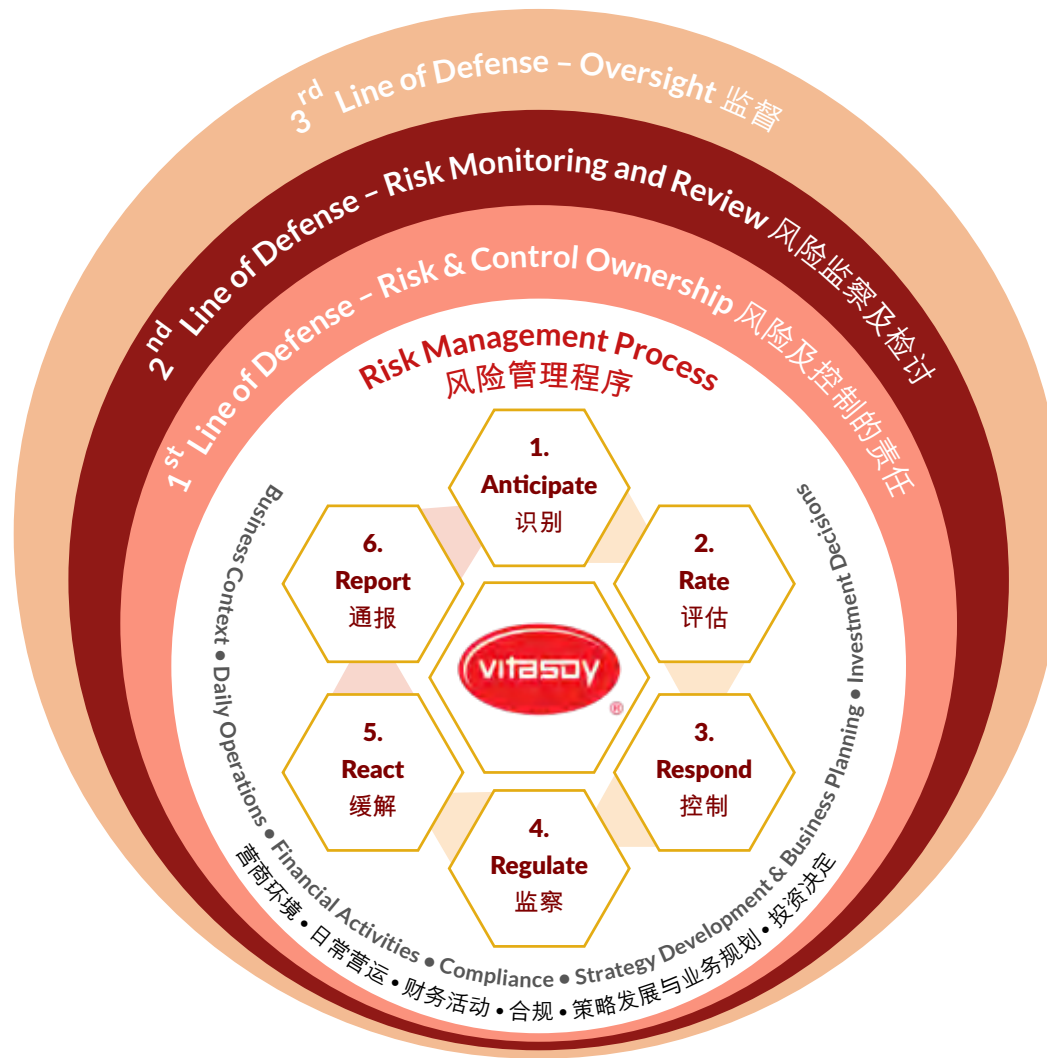 3rd Line of Defense – Oversight 监督
2nd Line of Defense – Risk Monitoring and Review 风险监察及检讨
1st Line of Defense – Risk & Control Ownership 风险及控制的责任
Risk Management Process
风险管理程序
1.
Anticipate
识别
2.
Rate
评估
3.
Respond
控制
4.
Regulate
监察
5.
React
缓解
6.
Report
通报
vitasoy
®
Business Context • Daily Operations • Financial Activities • Compliance • Strategy Development & Business Planning • Investment Decisions
营商环境 • 日常营运 • 财务活动 • 合规 • 策略发展与业务规划 • 投资决定